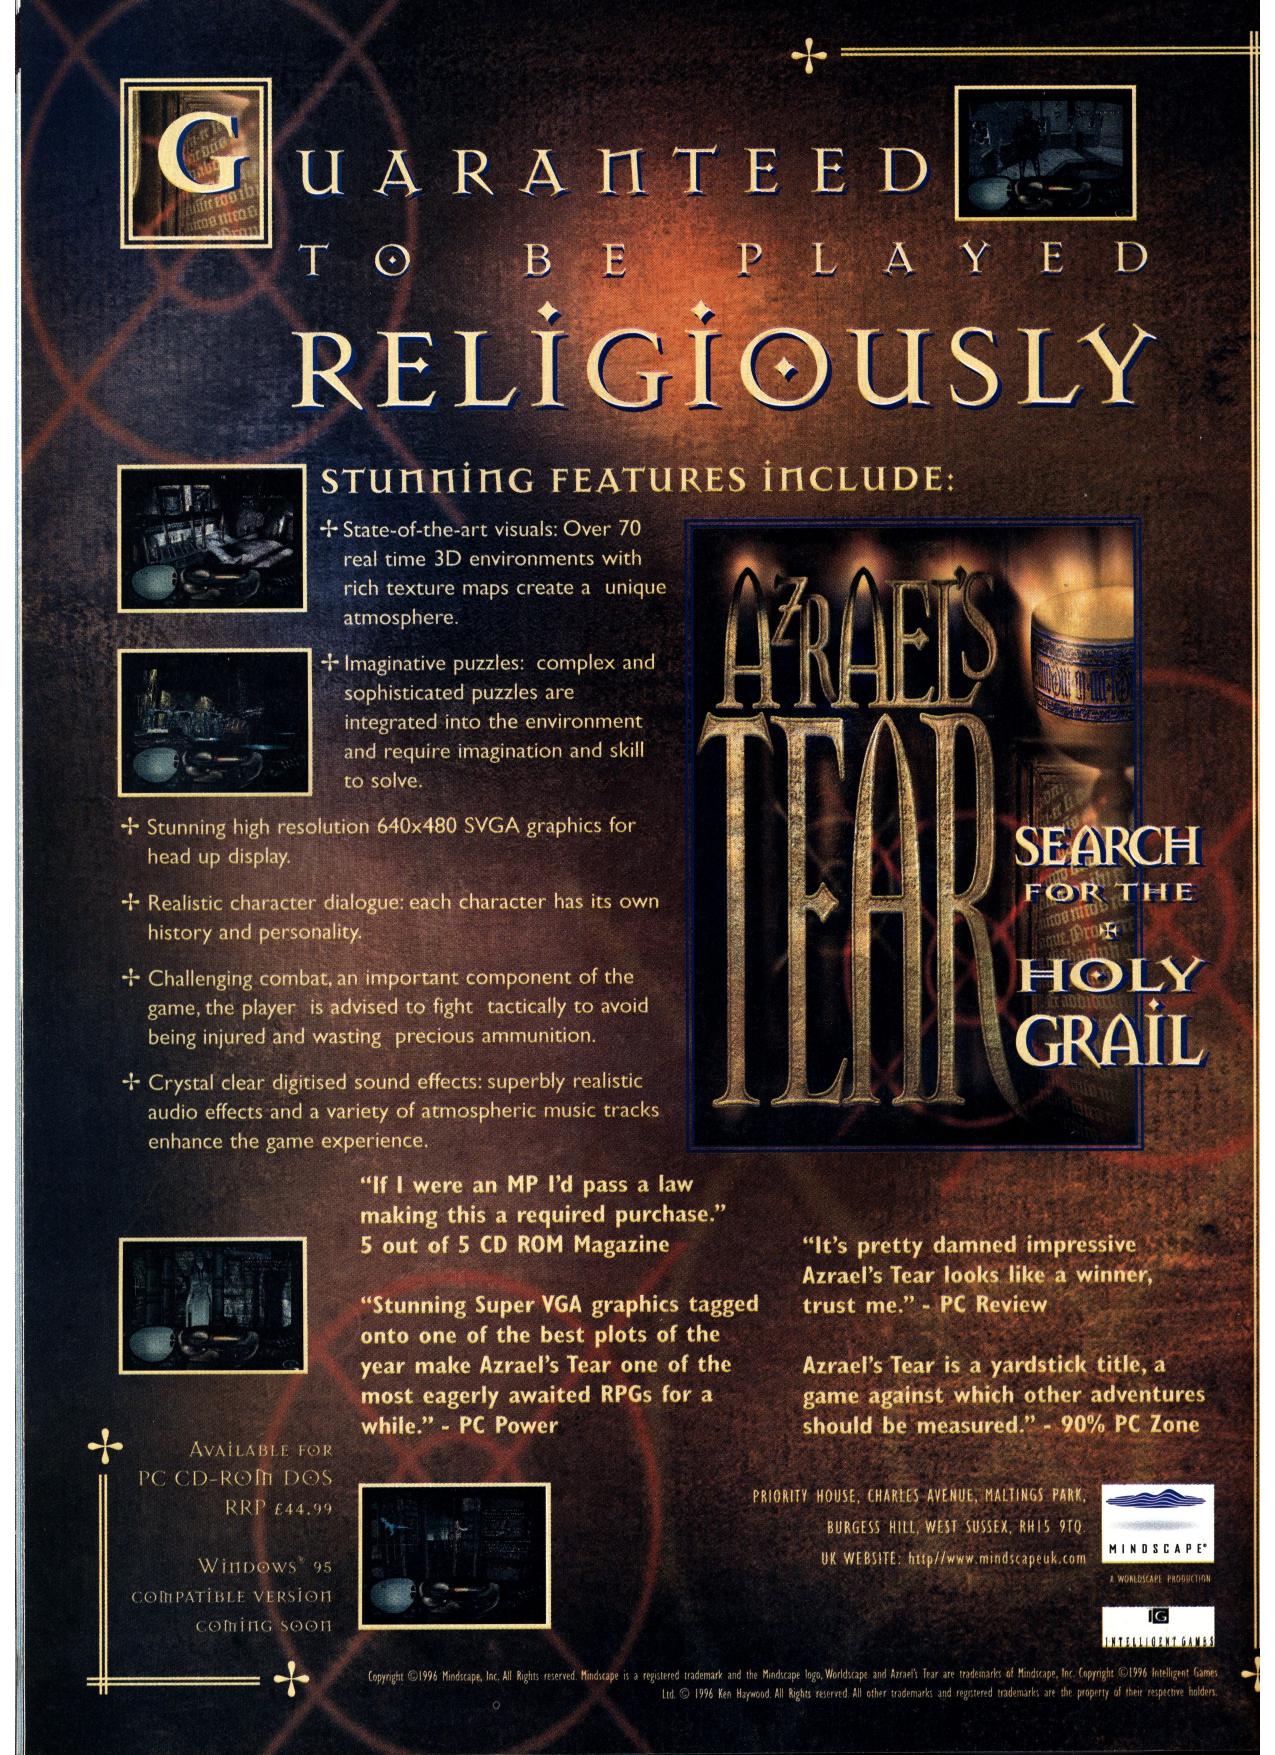 GUARANTEED
TO BE PLAYED
RELIGIOUSLY
STUNNING FEATURES INCLUDE:
State-of-the-art visuals: Over 70
real time 3D environments with
rich texture maps create a unique
atmosphere.
Imaginative puzzles: complex and
sophisticated puzzles are
integrated into the environment
and require imagination and skill
to solve.
Stunning high resolution 640x480 SVGA graphics for
head up display.
Realistic character dialogue: each character has its own
history and personality.
Challenging combat, an important component of the
game, the player is advised to fight tactically to avoid
being injured and wasting precious ammunition.
Crystal clear digitised sound effects: superbly realistic
audio effects and a variety of atmospheric music tracks
enhance the game experience.
AZRAEL'S
TEAR
SEARCH
FOR THE
HOLY
GRAIL
“If I were an MP I'd pass a law
making this a required purchase.”
5 out of 5 CD ROM Magazine
“Stunning Super VGA graphics tagged
onto one of the best plots of the
year make Azrael's Tear one of the
most eagerly awaited RPGs for a
while.” - PC Power
“It's pretty damned impressive
Azrael's Tear looks like a winner,
trust me.” - PC Review
Azrael's Tear is a yardstick title, a
game against which other adventures
should be measured.” - 90% PC Zone
AVAILABLE FOR
PC CD-ROM DOS
RRP £44.99
WINDOWS® 95
COMPATIBLE VERSION
COMING SOON
PRIORITY HOUSE, CHARLES AVENUE, MALTINGS PARK,
BURGESS HILL, WEST SUSSEX, RH15 9TQ
UK WEBSITE: http//www.mindscapeuk.com
MINDSCAPE®
A WORLDSCAPE PRODUCTION
IG
INTELLIGENT GAMES
Copyright ©1996 Mindscape, Inc. All Rights reserved. Mindscape is a registered trademark and the Mindscape logo, Worldscape and Azrael's Tear are trademarks of Mindscape, Inc. Copyright ©1996 Intelligent Games
Ltd. © 1996 Ken Haywood. All Rights reserved. All other trademarks and registered trademarks are the property of their respective holders.